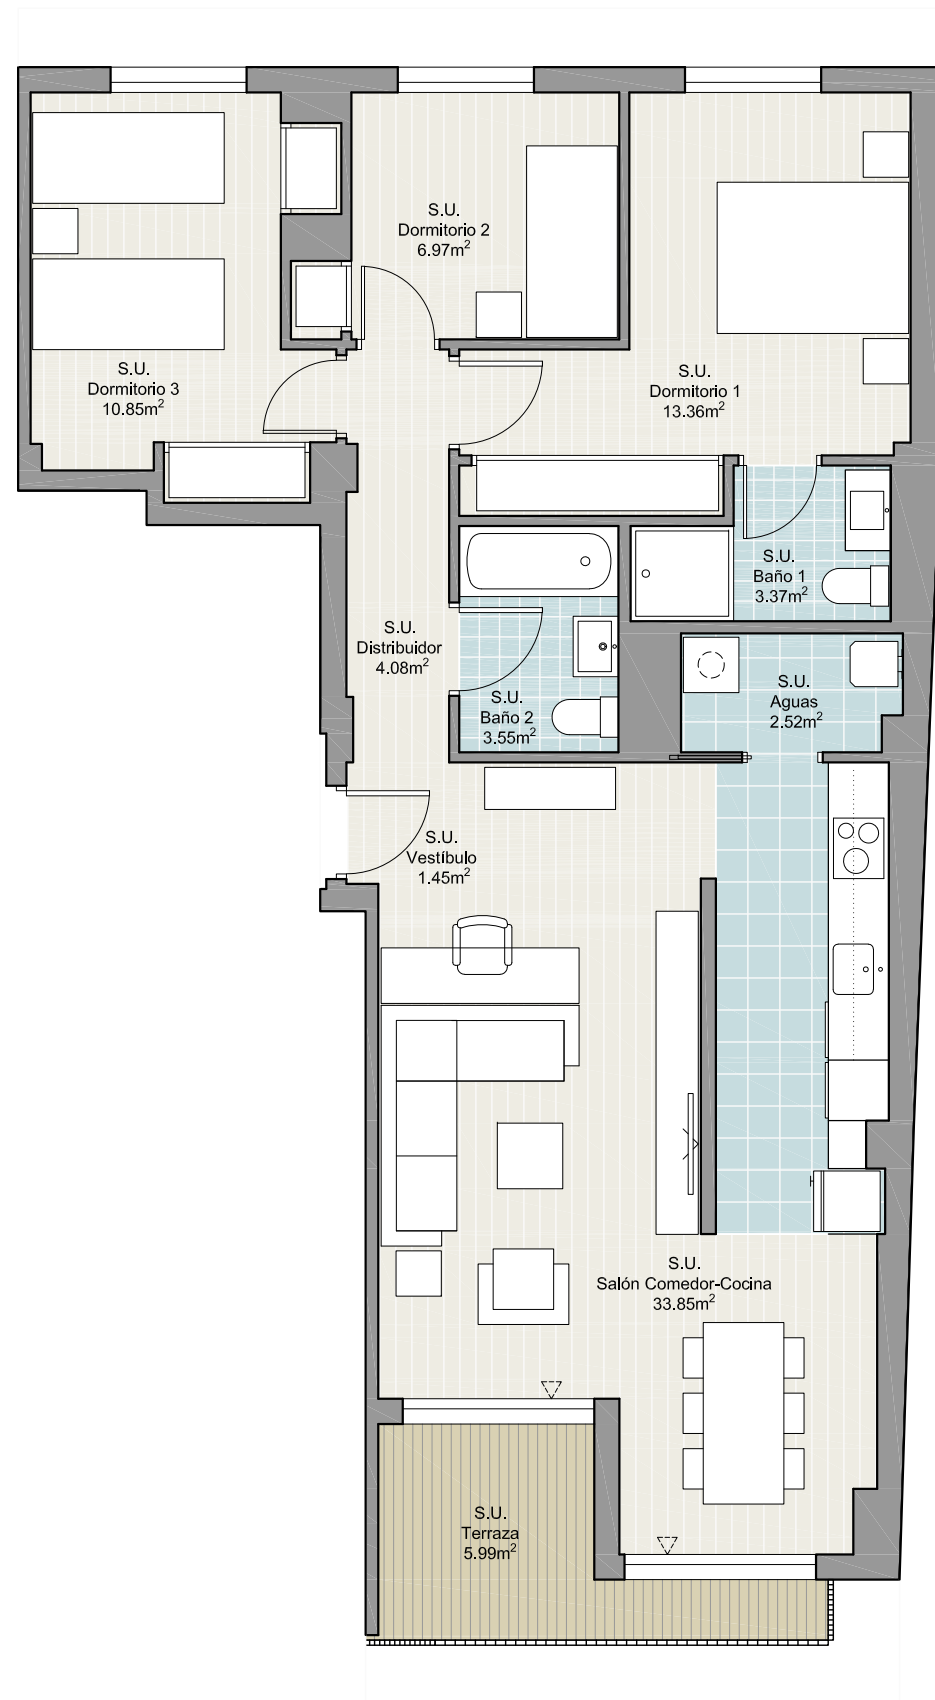 S.U.
Dormitorio 2
6.97m²
S.U.
Dormitorio 3
10.85m²
S.U.
Dormitorio 1
13.36m²
S.U.
Baño 1
3.37m²
S.U.
Distribuidor
4.08m²
S.U.
Baño 2
3.55m²
S.U.
Aguas
2.52m²
S.U.
Vestíbulo
1.45m²
S.U.
Salón Comedor-Cocina
33.85m²
S.U.
Terraza
5.99m²